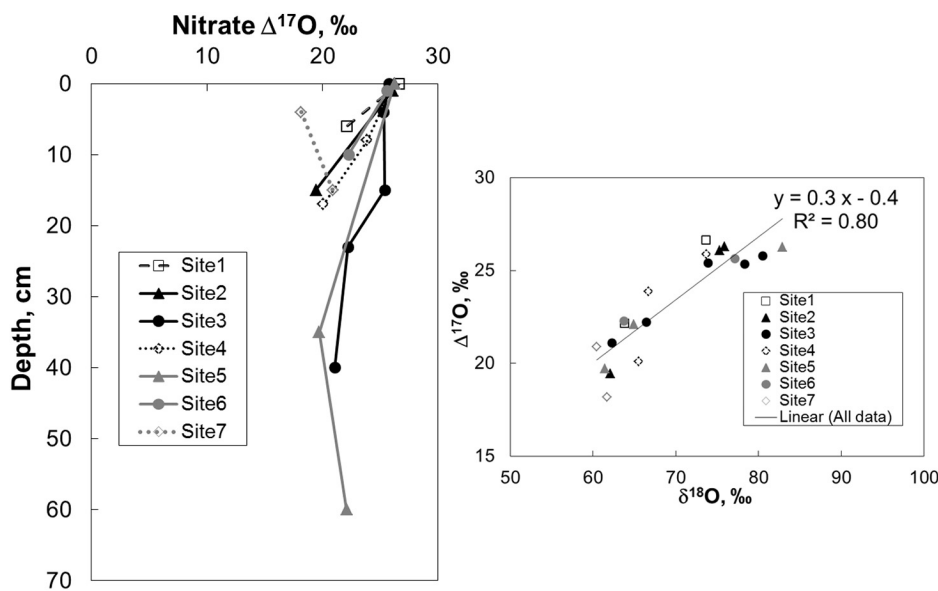 Nitrate Δ¹⁷O, ‰
0 10 20 30
0
10
20
30
40
50
60
70
Depth, cm
Site1
Site2
Site3
Site4
Site5
Site6
Site7
30
25
20
15
Δ¹⁷O, ‰
y = 0.3 x - 0.4
R² = 0.80
Site1
Site2
Site3
Site4
Site5
Site6
Site7
Linear (All data)
50 60 70 80 90 100
δ¹⁸O, ‰